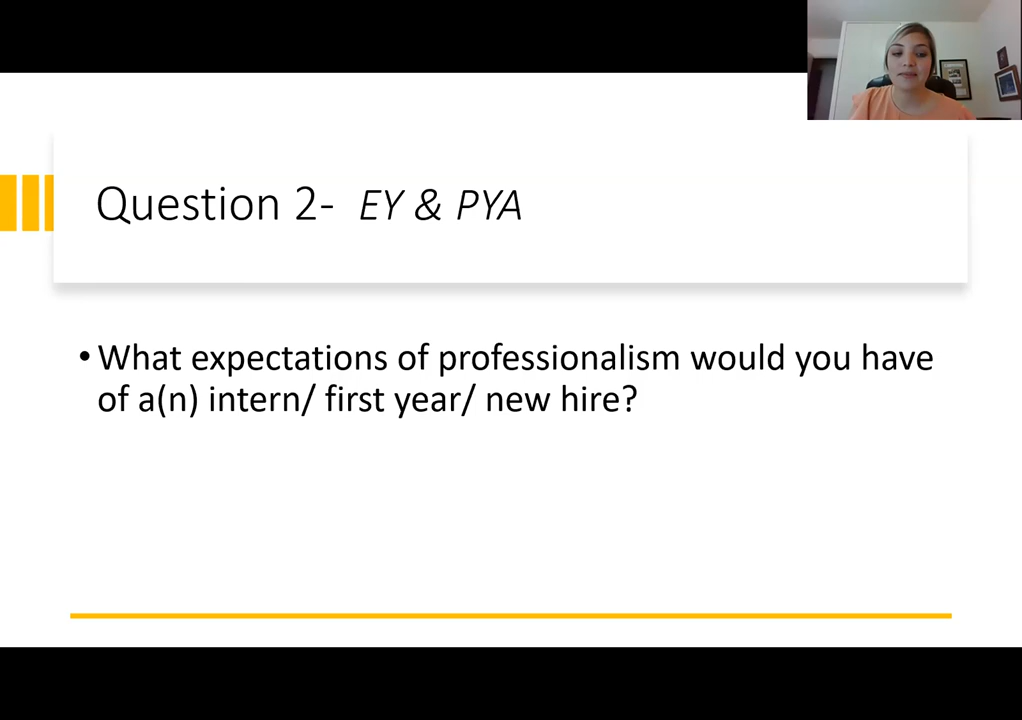 Question 2- EY & PYA
• What expectations of professionalism would you have
of a(n) intern/ first year/ new hire?